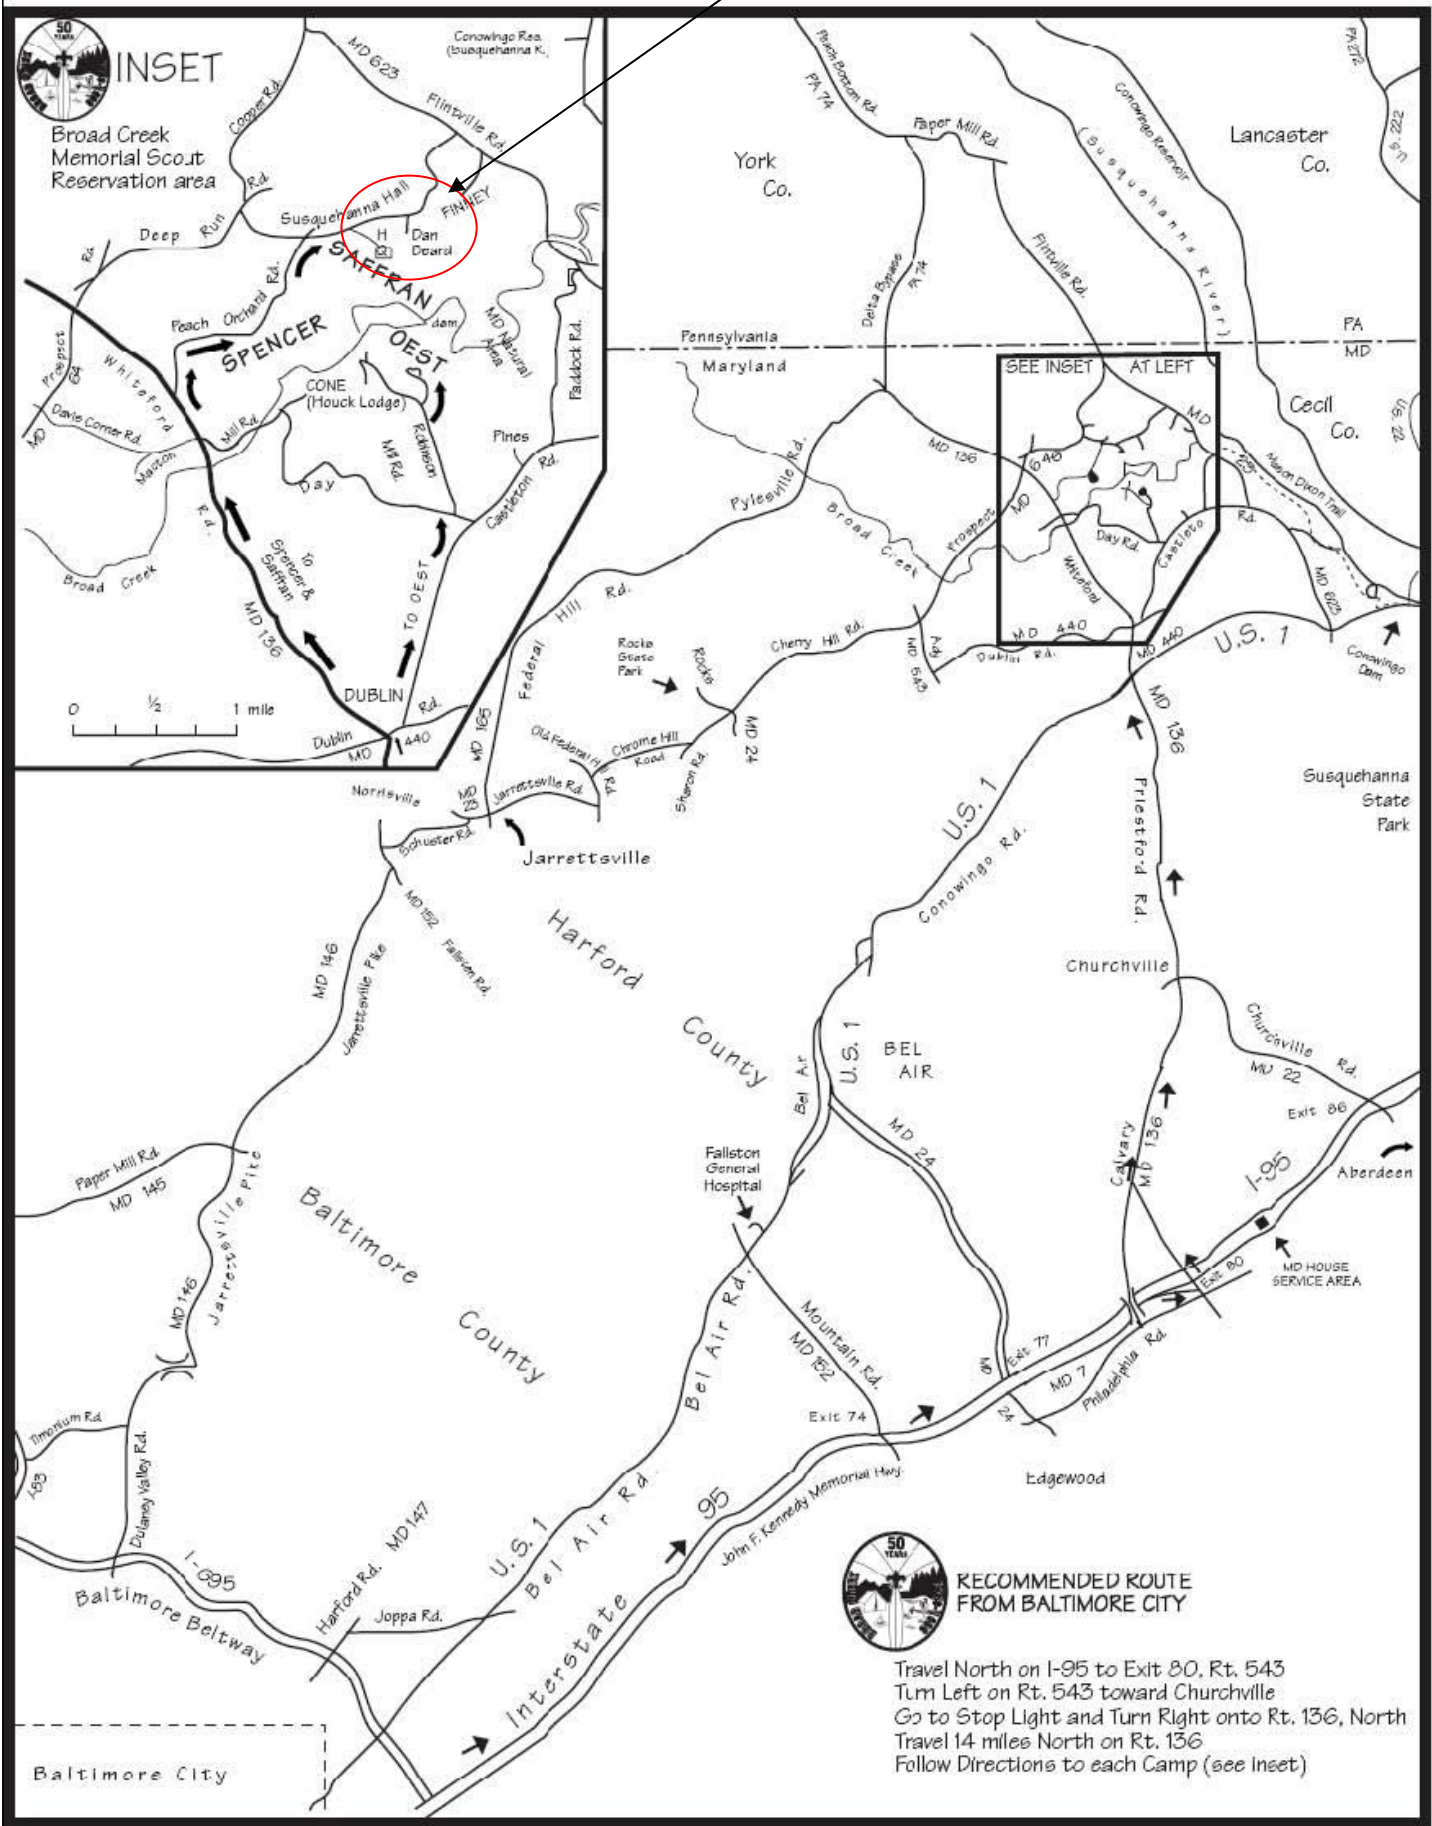 50
YEARS
INSET
Broad Creek
Memorial Scout
Reservation area
MD 623
Conowingo Res.
(Susquehanna R.
Cooper Rd.
Flintville Rd.
Rd
Susquehanna Hall
FINNEY
Deep Run
Rd.
H
Q
Dan
Beard
SAFFRAN
Peach Orchard Rd.
SPENCER
dam
OEST
MD Natural
Area
Paddock Rd.
Prospect
64
MD
Whiteford
Rd.
CONE
(Houck Lodge)
Davis Corner Rd.
Mill Rd
Macton
Robinson
Mill Rd.
Pines
Rd.
Day
Castleton
Broad Creek
To
Spencer &
Saffran
MD 136
TO OEST
DUBLIN
0
1/2
1 mile
Dublin
Rd.
MD
440
Peach Bottom Rd.
PA 74
Paper Mill Rd.
York
Co.
Conowingo Reservoir
(Susquehanna River)
Lancaster
Co.
PA 272
U.S. 222
Delta Bypass
PA 74
Flintville Rd.
Pennsylvania
Maryland
PA
MD
SEE INSET
AT LEFT
Cecil
Co.
MD
623
Mason Dixon Trail
MD 136
646
Pylesville Rd.
Broad Creek
Prospect
MD
Day Rd.
Whiteford
Castleto
Rd.
MD 623
MD 440
Dublin Rd.
MD 440
U.S. 1
Conowingo
Dam
Ady
MD 543
Cherry Hill Rd.
Federal
Hill
Rd.
Rocks
State
Park
Rocks
MD 24
MD 165
Old Federal Hill Rd.
Chrome Hill
Road
Sharon Rd.
Norrisville
MD
23
Jarrettsville Rd.
Schuster Rd.
Jarrettsville
MD 136
Priestford Rd.
Susquehanna
State
Park
U.S. 1
Conowingo Rd.
MD 152
Fallston Rd.
MD 146
Jarrettsville Pike
Harford
County
Churchville
Churchville Rd.
MD 22
BEL
AIR
U.S. 1
Bel Air
MD 24
Exit 86
Aberdeen
Calvary
MD 136
I-95
Paper Mill Rd.
MD 145
Jarrettsville Pike
MD 146
Baltimore
County
Fallston
General
Hospital
MD HOUSE
SERVICE AREA
Exit 80
Bel Air Rd.
Mountain Rd.
MD 152
MD
24
Exit 77
MD 7
Philadelphia Rd
Exit 74
Timonium Rd
Dulaney Valley Rd.
I-83
Edgewood
95
John F. Kennedy Memorial Hwy.
I-695
Baltimore Beltway
Harford Rd.
MD 147
Joppa Rd.
U.S. 1
Bel Air Rd.
Interstate
Baltimore City
50
YEARS
RECOMMENDED ROUTE
FROM BALTIMORE CITY
Travel North on I-95 to Exit 80, Rt. 543
Turn Left on Rt. 543 toward Churchville
Go to Stop Light and Turn Right onto Rt. 136, North
Travel 14 miles North on Rt. 136
Follow Directions to each Camp (see inset)